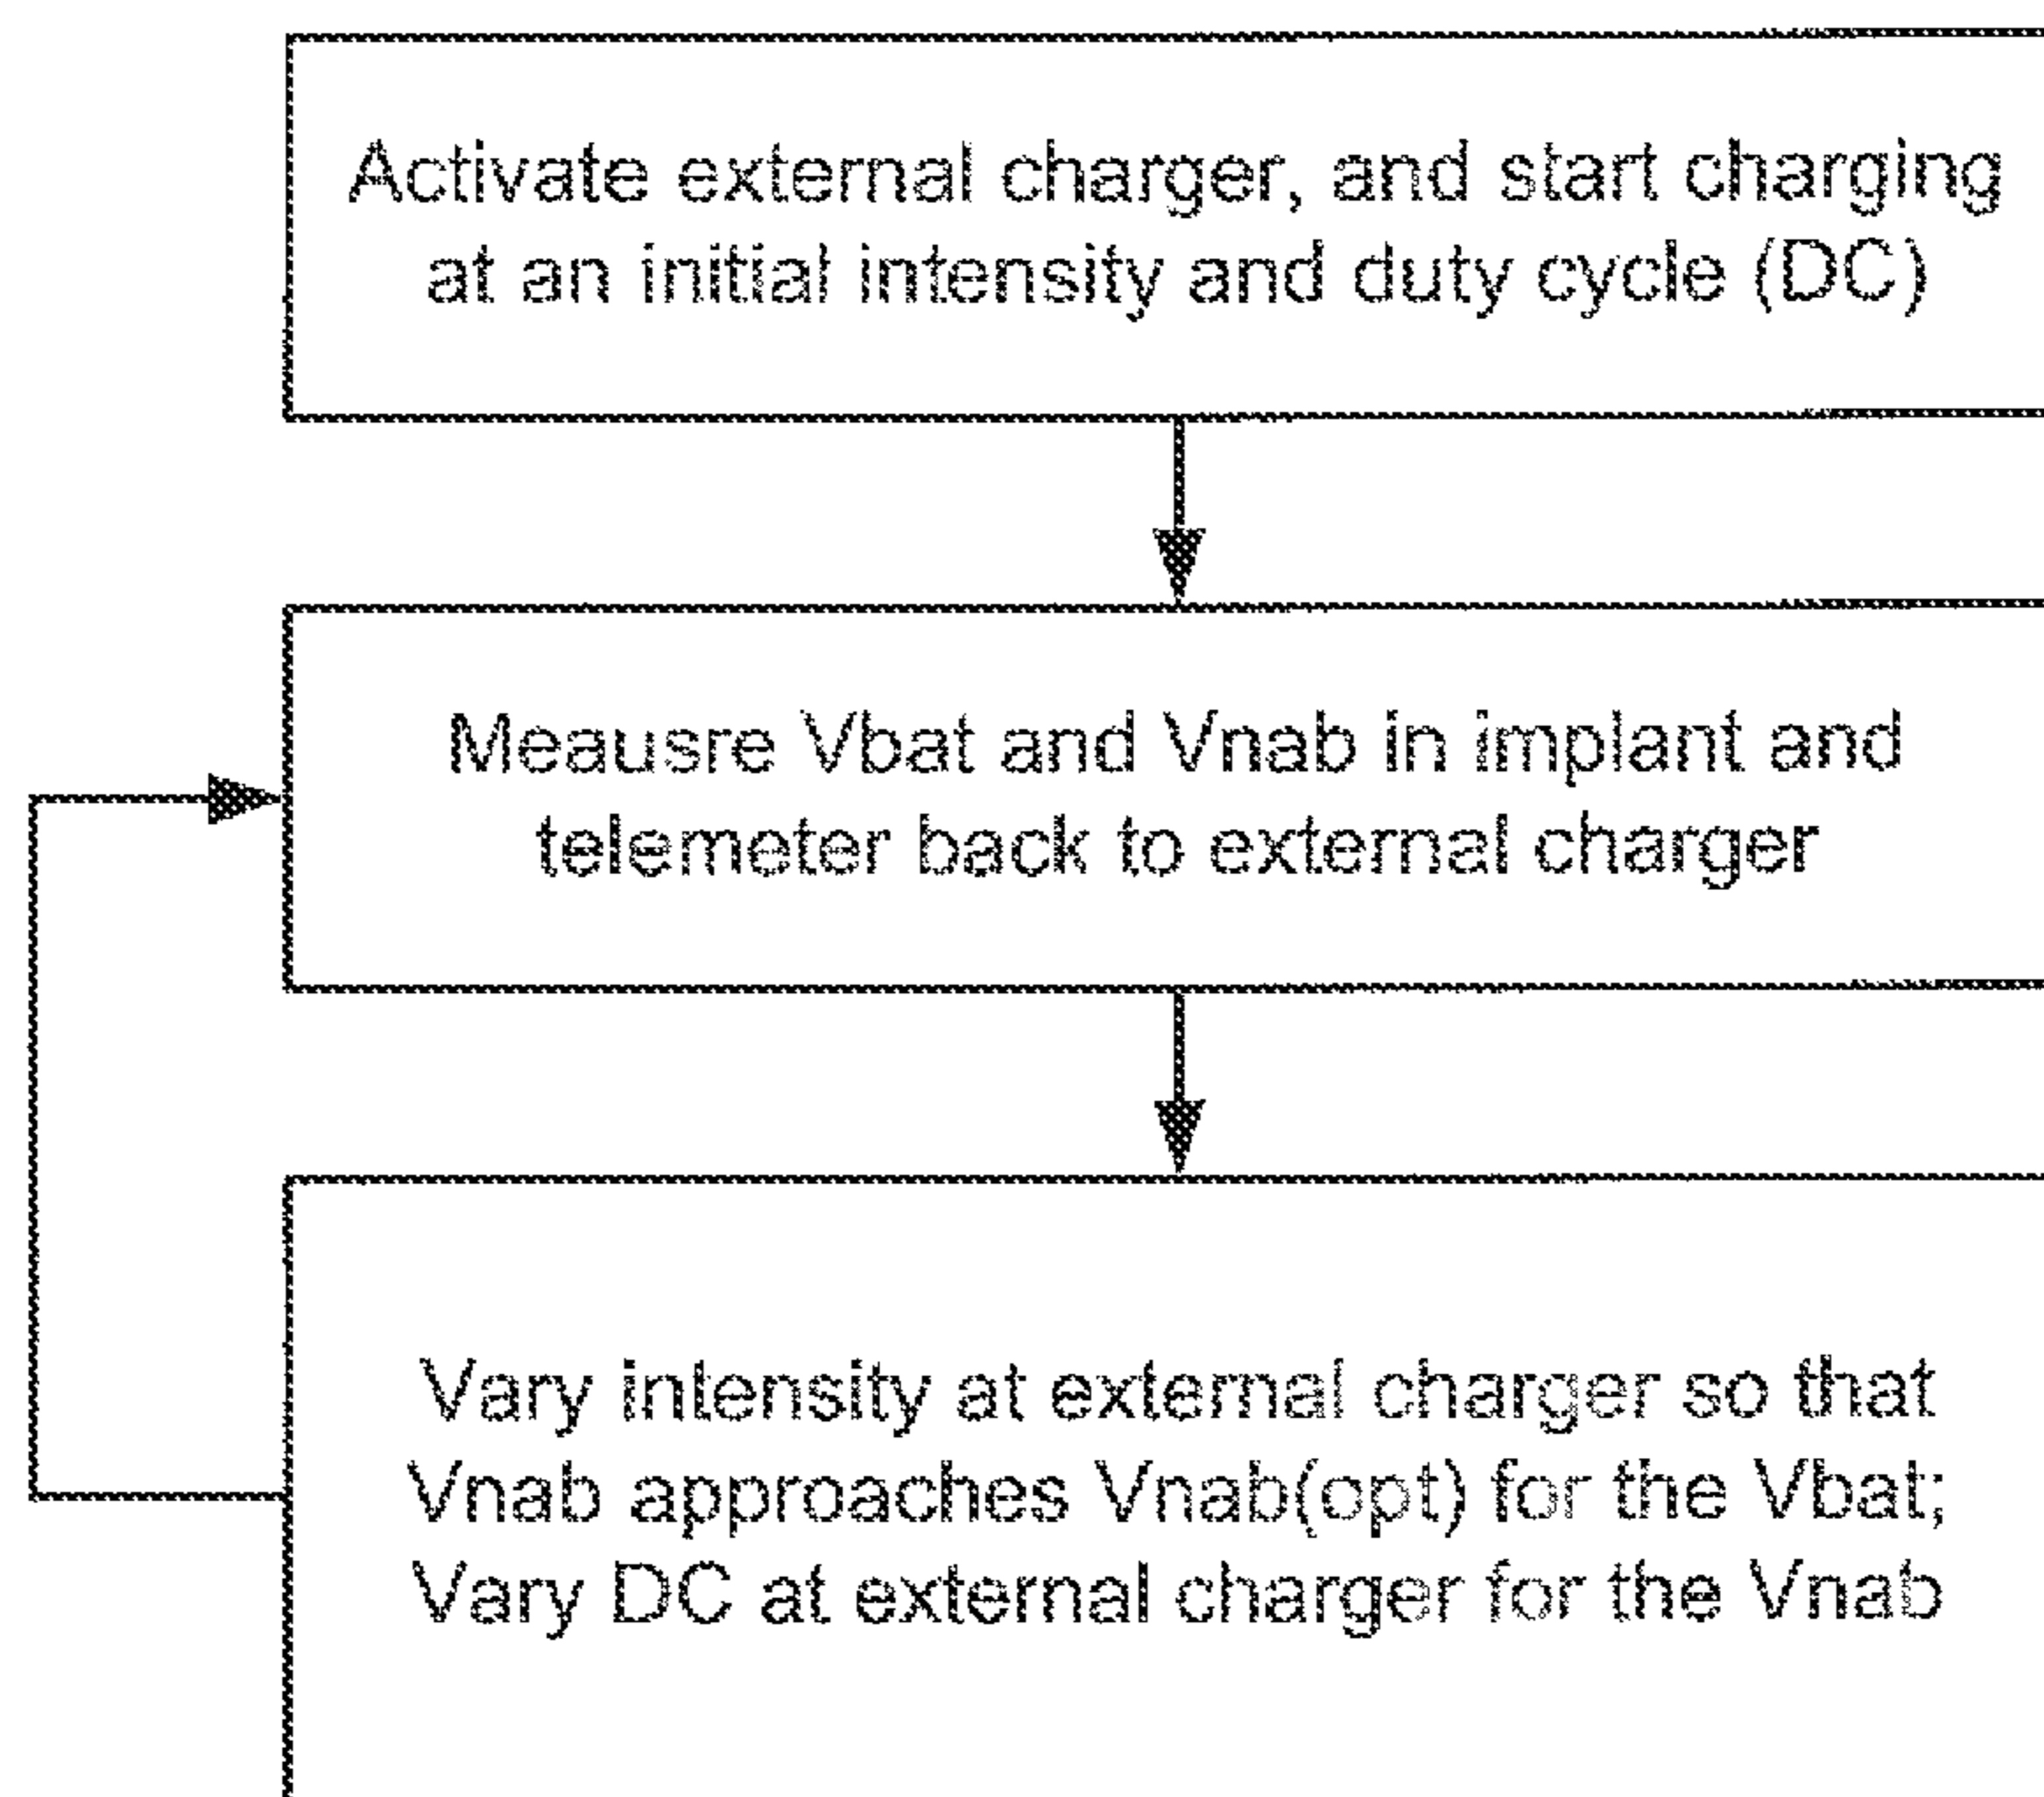 Activate external charger, and start charging
at an initial intensity and duty cycle (DC)
Meausre Vbat and Vnab in implant and
telemeter back to external charger
Vary intensity at external charger so that
Vnab approaches Vnab(opt) for the Vbat;
Vary DC at external charger for the Vnab